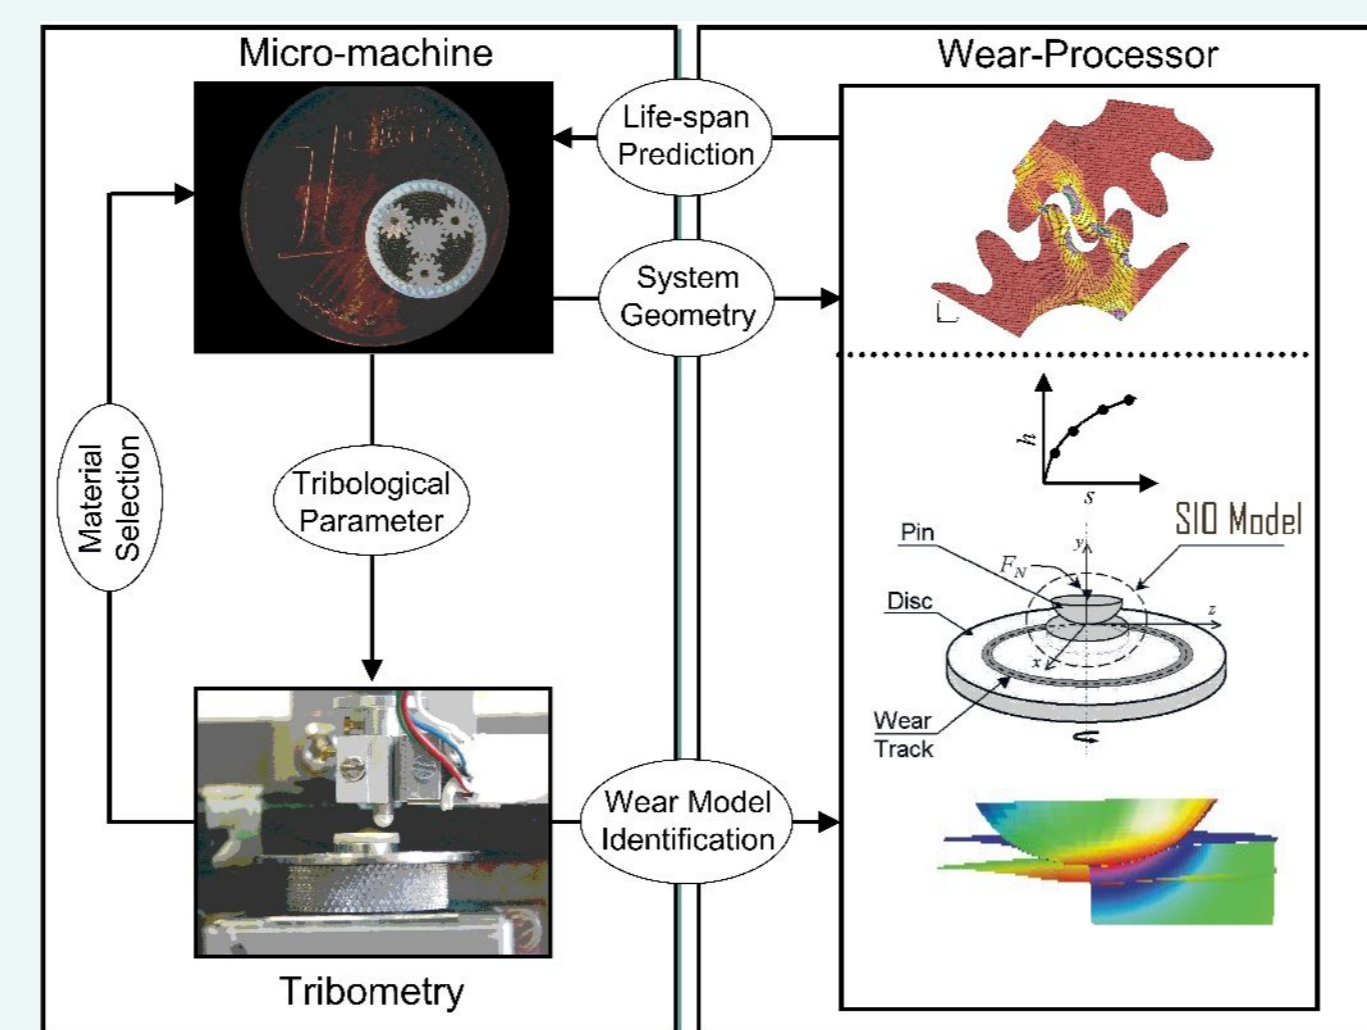 Micro-machine
Wear-Processor
Life-span
Prediction
System
Geometry
Material
Selection
Tribological
Parameter
h
s
SIO Model
Pin
y
F_N
Disc
z
x
Wear
Track
Wear Model
Identification
Tribometry